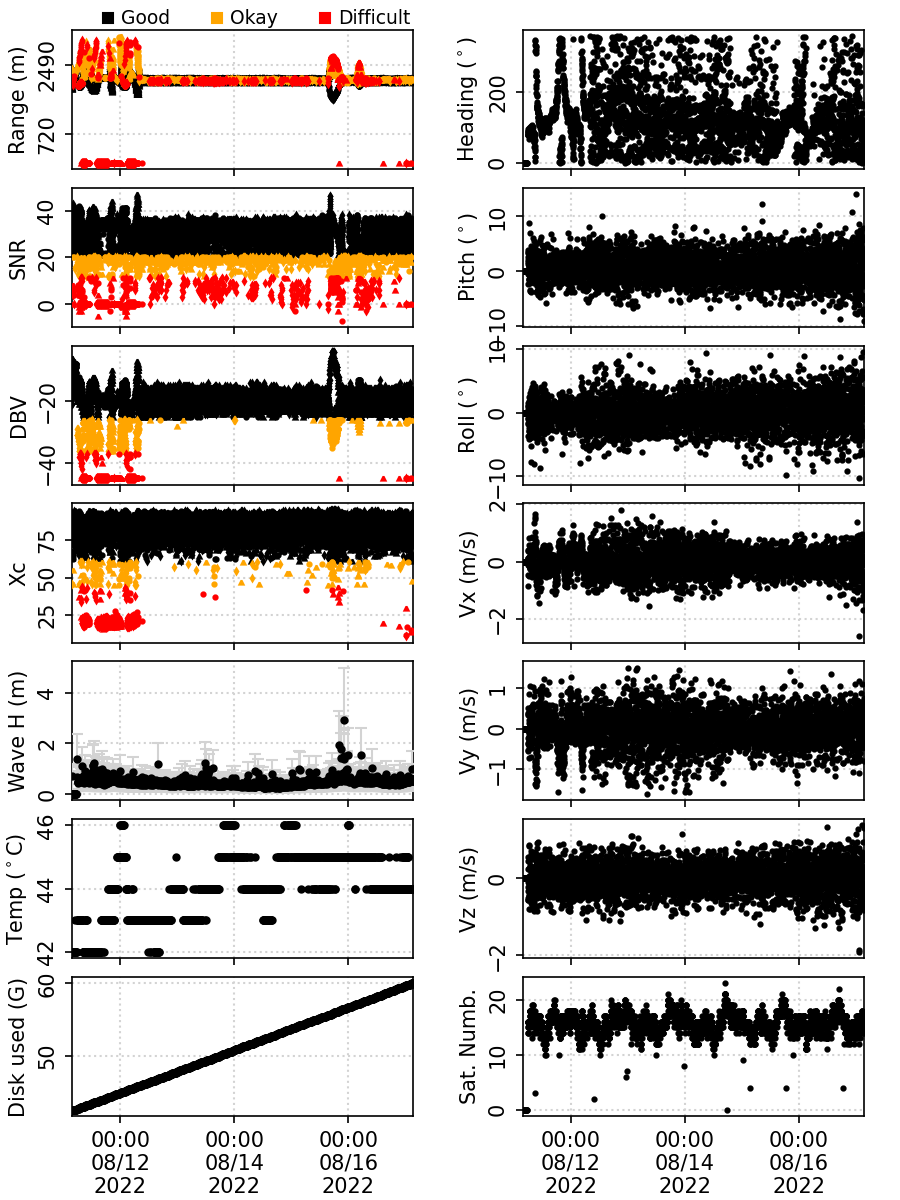 Good Okay Difficult
Range (m)
2490
720
Heading (°)
200
0
SNR
40
20
0
Pitch (°)
10
0
−10
DBV
−20
−40
Roll (°)
10
0
−10
Xc
75
50
25
Vx (m/s)
2
0
−2
Wave H (m)
4
2
0
Vy (m/s)
1
0
−1
Temp (°C)
46
44
42
Vz (m/s)
0
−2
Disk used (G)
60
50
Sat. Numb.
20
10
0
00:00 00:00 00:00
08/12 08/14 08/16
2022 2022 2022
00:00 00:00 00:00
08/12 08/14 08/16
2022 2022 2022